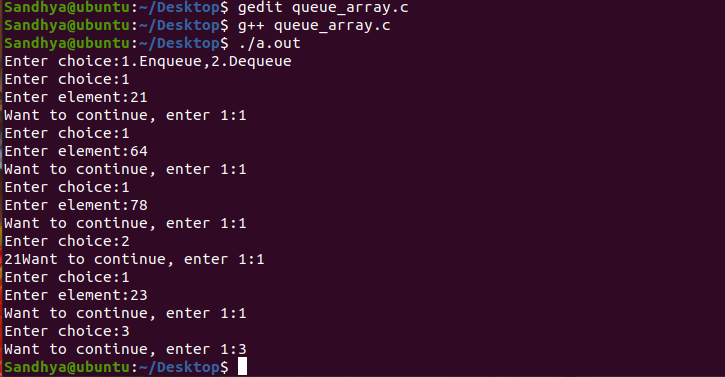 Sandhya@ubuntu:~/Desktop$ gedit queue_array.c
Sandhya@ubuntu:~/Desktop$ g++ queue_array.c
Sandhya@ubuntu:~/Desktop$ ./a.out
Enter choice:1.Enqueue,2.Dequeue
Enter choice:1
Enter element:21
Want to continue, enter 1:1
Enter choice:1
Enter element:64
Want to continue, enter 1:1
Enter choice:1
Enter element:78
Want to continue, enter 1:1
Enter choice:2
21Want to continue, enter 1:1
Enter choice:1
Enter element:23
Want to continue, enter 1:1
Enter choice:3
Want to continue, enter 1:3
Sandhya@ubuntu:~/Desktop$